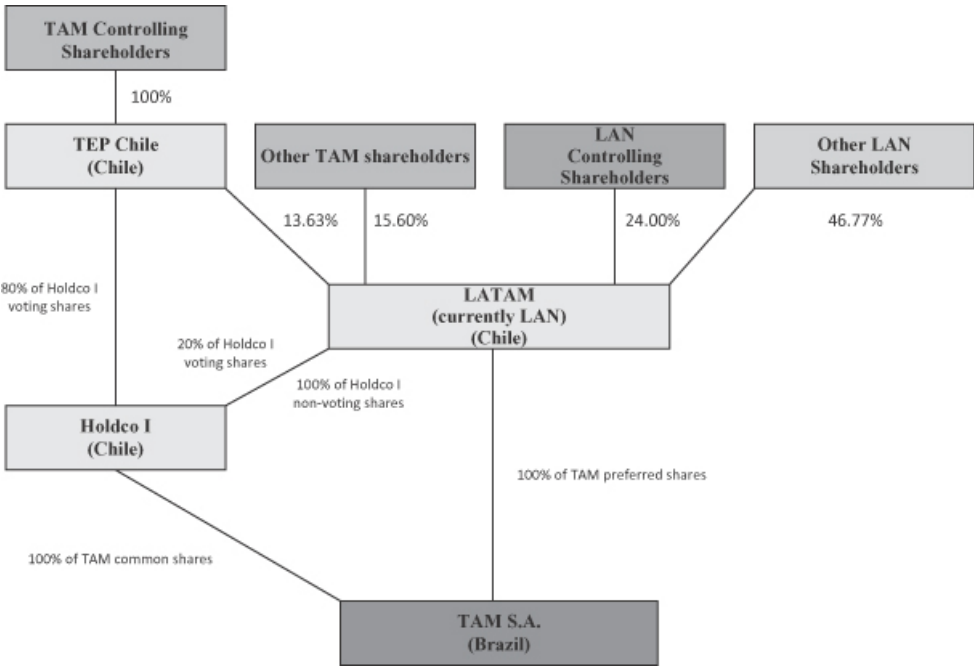 TAM Controlling
Shareholders
100%
TEP Chile
(Chile)
Other TAM shareholders
LAN
Controlling
Shareholders
Other LAN
Shareholders
13.63%
15.60%
24.00%
46.77%
80% of Holdco I
voting shares
LATAM
(currently LAN)
(Chile)
20% of Holdco I
voting shares
100% of Holdco I
non-voting shares
Holdco I
(Chile)
100% of TAM preferred shares
100% of TAM common shares
TAM S.A.
(Brazil)